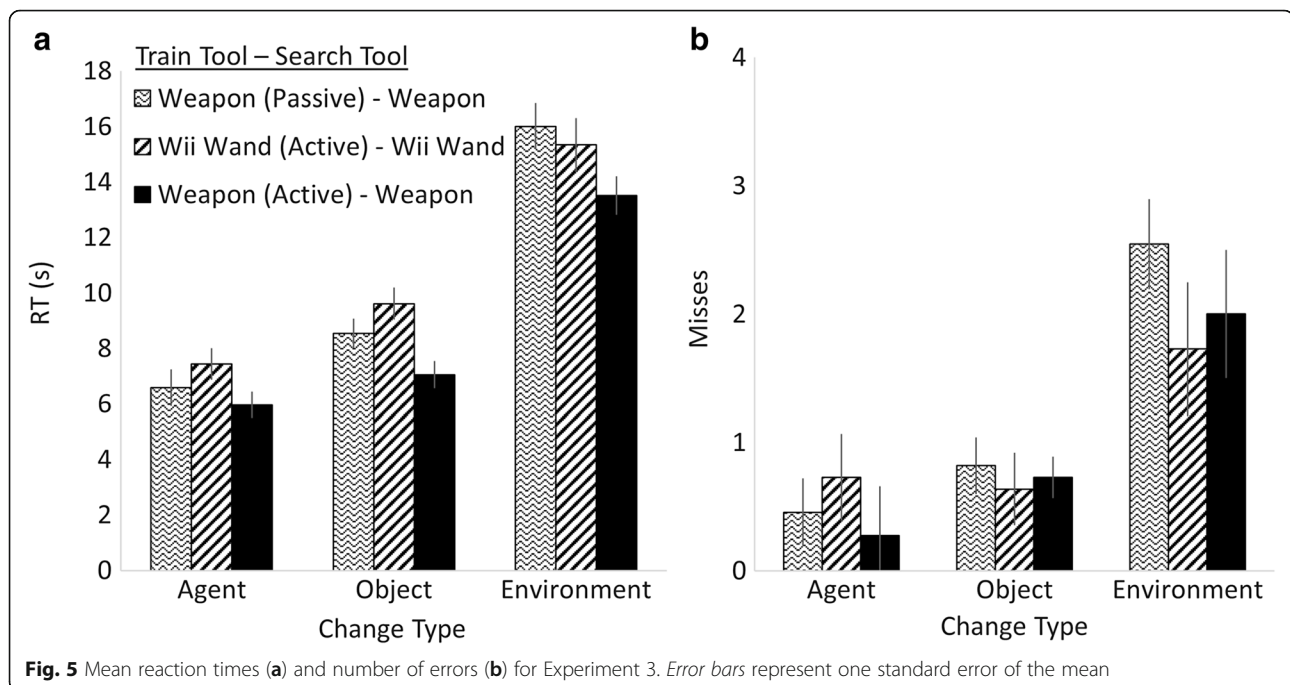 a
Train Tool – Search Tool
Weapon (Passive) - Weapon
Wii Wand (Active) - Wii Wand
Weapon (Active) - Weapon
18
16
14
12
10
8
6
4
2
0
RT (s)
Agent Object Environment
Change Type
b
4
3
2
1
0
Misses
Agent Object Environment
Change Type
Fig. 5 Mean reaction times (a) and number of errors (b) for Experiment 3. Error bars represent one standard error of the mean